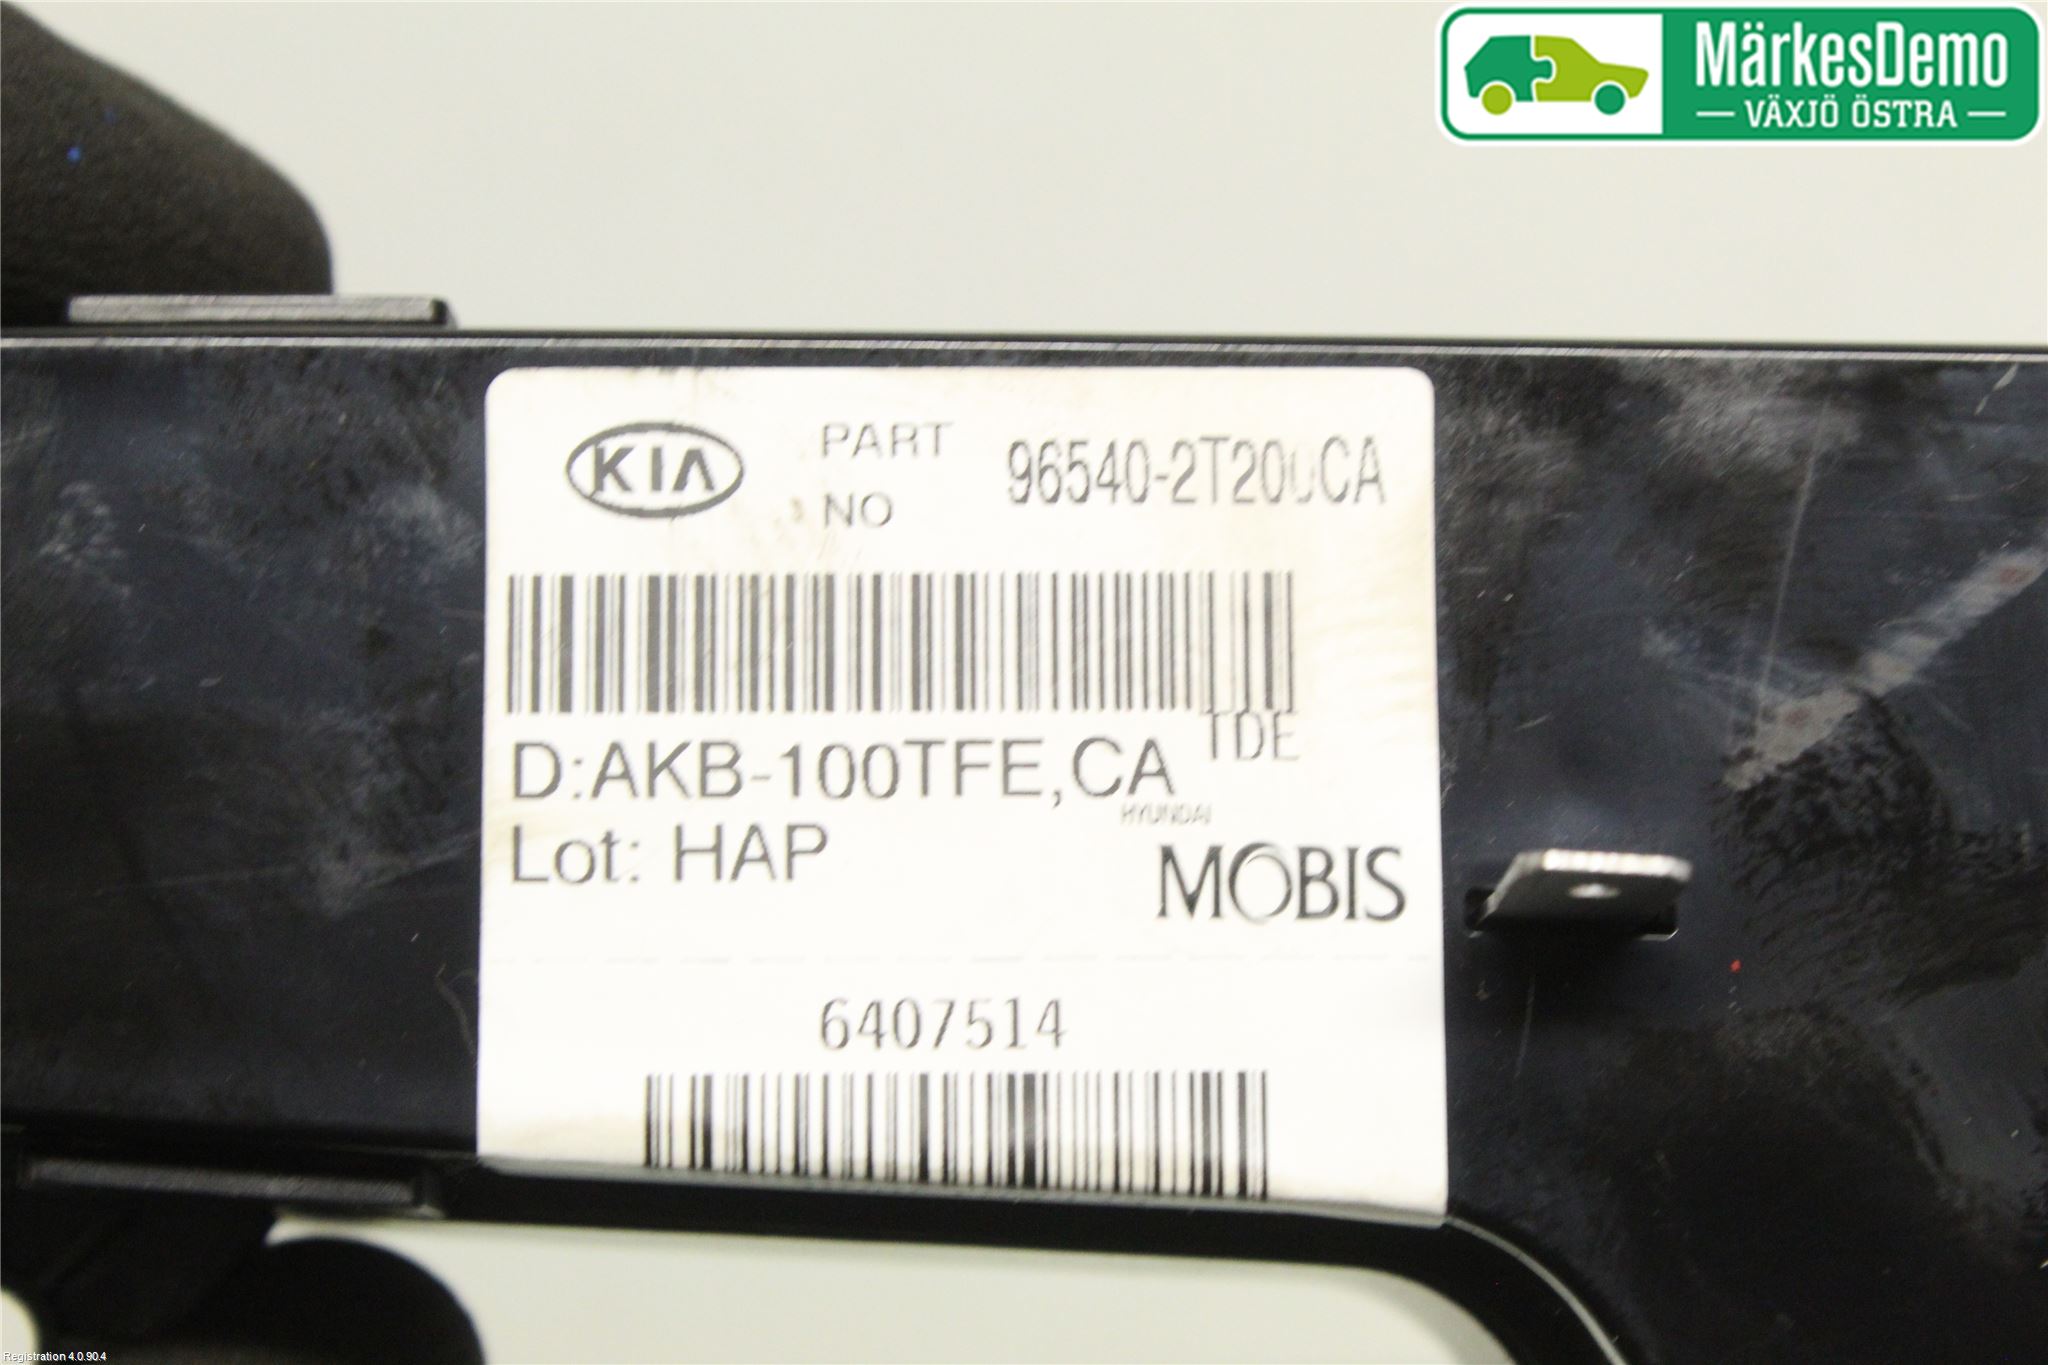 MärkesDemo
VÄXJÖ ÖSTRA
KIA
PART NO
96540-2T200CA
TDE
D:AKB-100TFE,CA
HYUNDAI
Lot: HAP
MOBIS
6407514
Registration 4.0.90.4